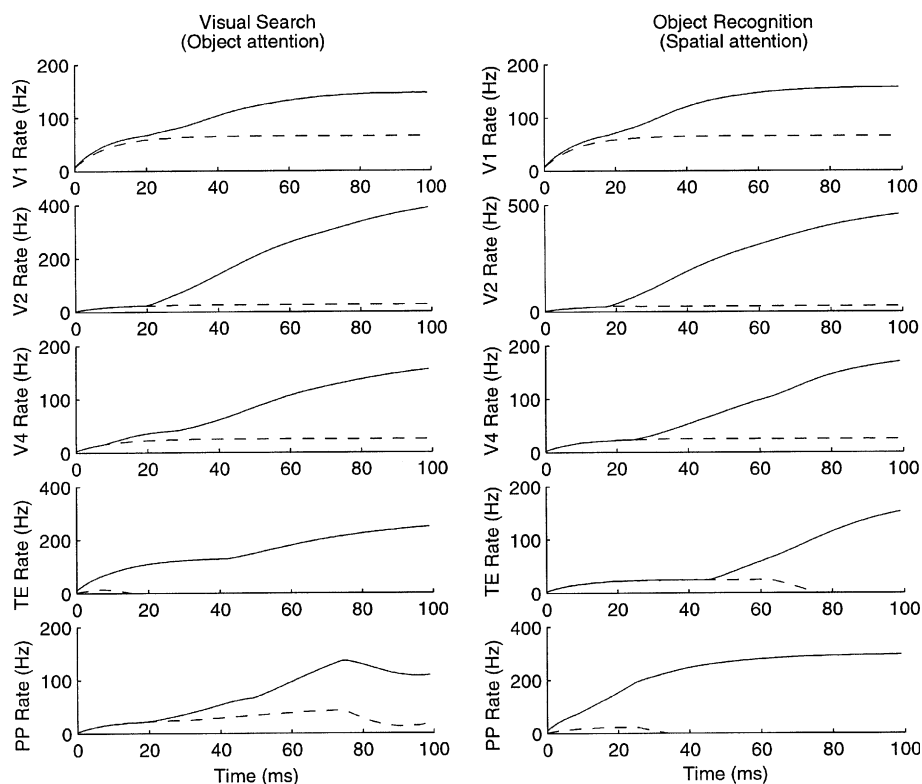 Visual Search
(Object attention)
Object Recognition
(Spatial attention)
V1 Rate (Hz)
200
100
0
0 20 40 60 80 100
V1 Rate (Hz)
200
100
0
0 20 40 60 80 100
V2 Rate (Hz)
400
200
0
0 20 40 60 80 100
V2 Rate (Hz)
500
0
0 20 40 60 80 100
V4 Rate (Hz)
200
100
0
0 20 40 60 80 100
V4 Rate (Hz)
200
100
0
0 20 40 60 80 100
TE Rate (Hz)
400
200
0
0 20 40 60 80 100
TE Rate (Hz)
200
100
0
0 20 40 60 80 100
PP Rate (Hz)
200
100
0
0 20 40 60 80 100
Time (ms)
PP Rate (Hz)
400
200
0
0 20 40 60 80 100
Time (ms)